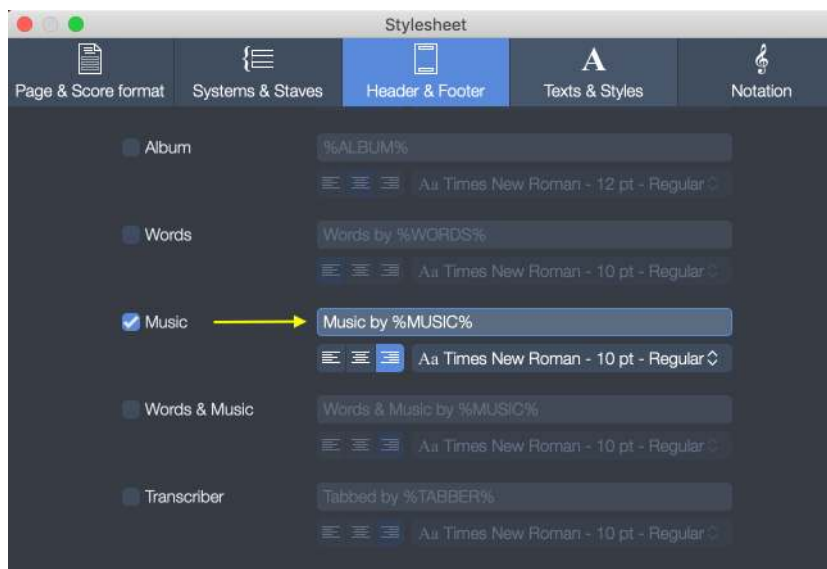 Stylesheet
Page & Score format Systems & Staves Header & Footer Texts & Styles Notation
Album %ALBUM%
Aa Times New Roman - 12 pt - Regular
Words Words by %WORDS%
Aa Times New Roman - 10 pt - Regular
Music Music by %MUSIC%
Aa Times New Roman - 10 pt - Regular
Words & Music Words & Music by %MUSIC%
Aa Times New Roman - 10 pt - Regular
Transcriber Tabbed by %TABBER%
Aa Times New Roman - 10 pt - Regular